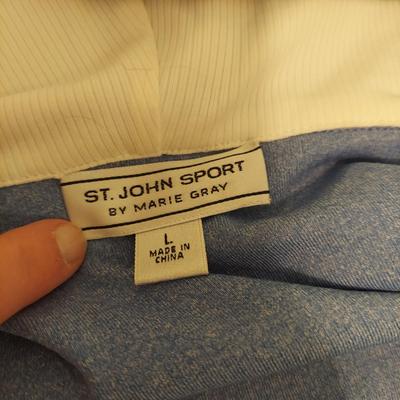 ST. JOHN SPORT
BY MARIE GRAY
L
MADE IN
CHINA